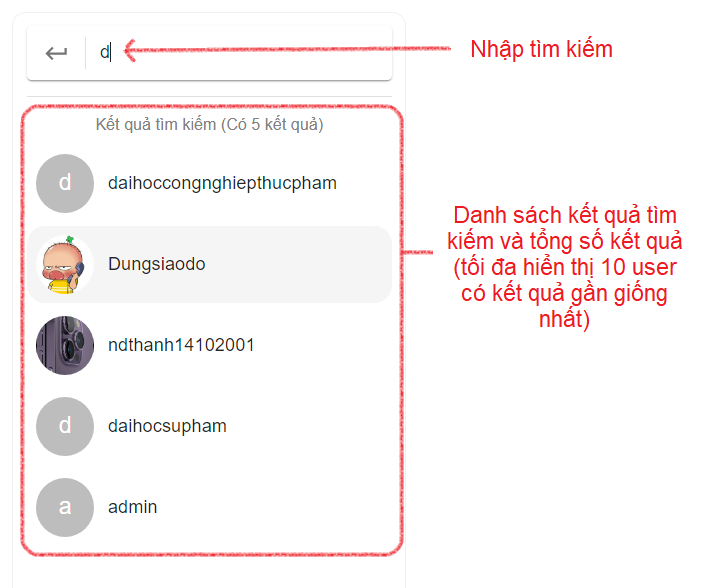 d
Nhập tìm kiếm
Kết quả tìm kiếm (Có 5 kết quả)
d
daihoccongnghiepthucpham
Dungsiaodo
ndthanh14102001
d
daihocsupham
a
admin
Danh sách kết quả tìm
kiếm và tổng số kết quả
(tối đa hiển thị 10 user
có kết quả gần giống
nhất)